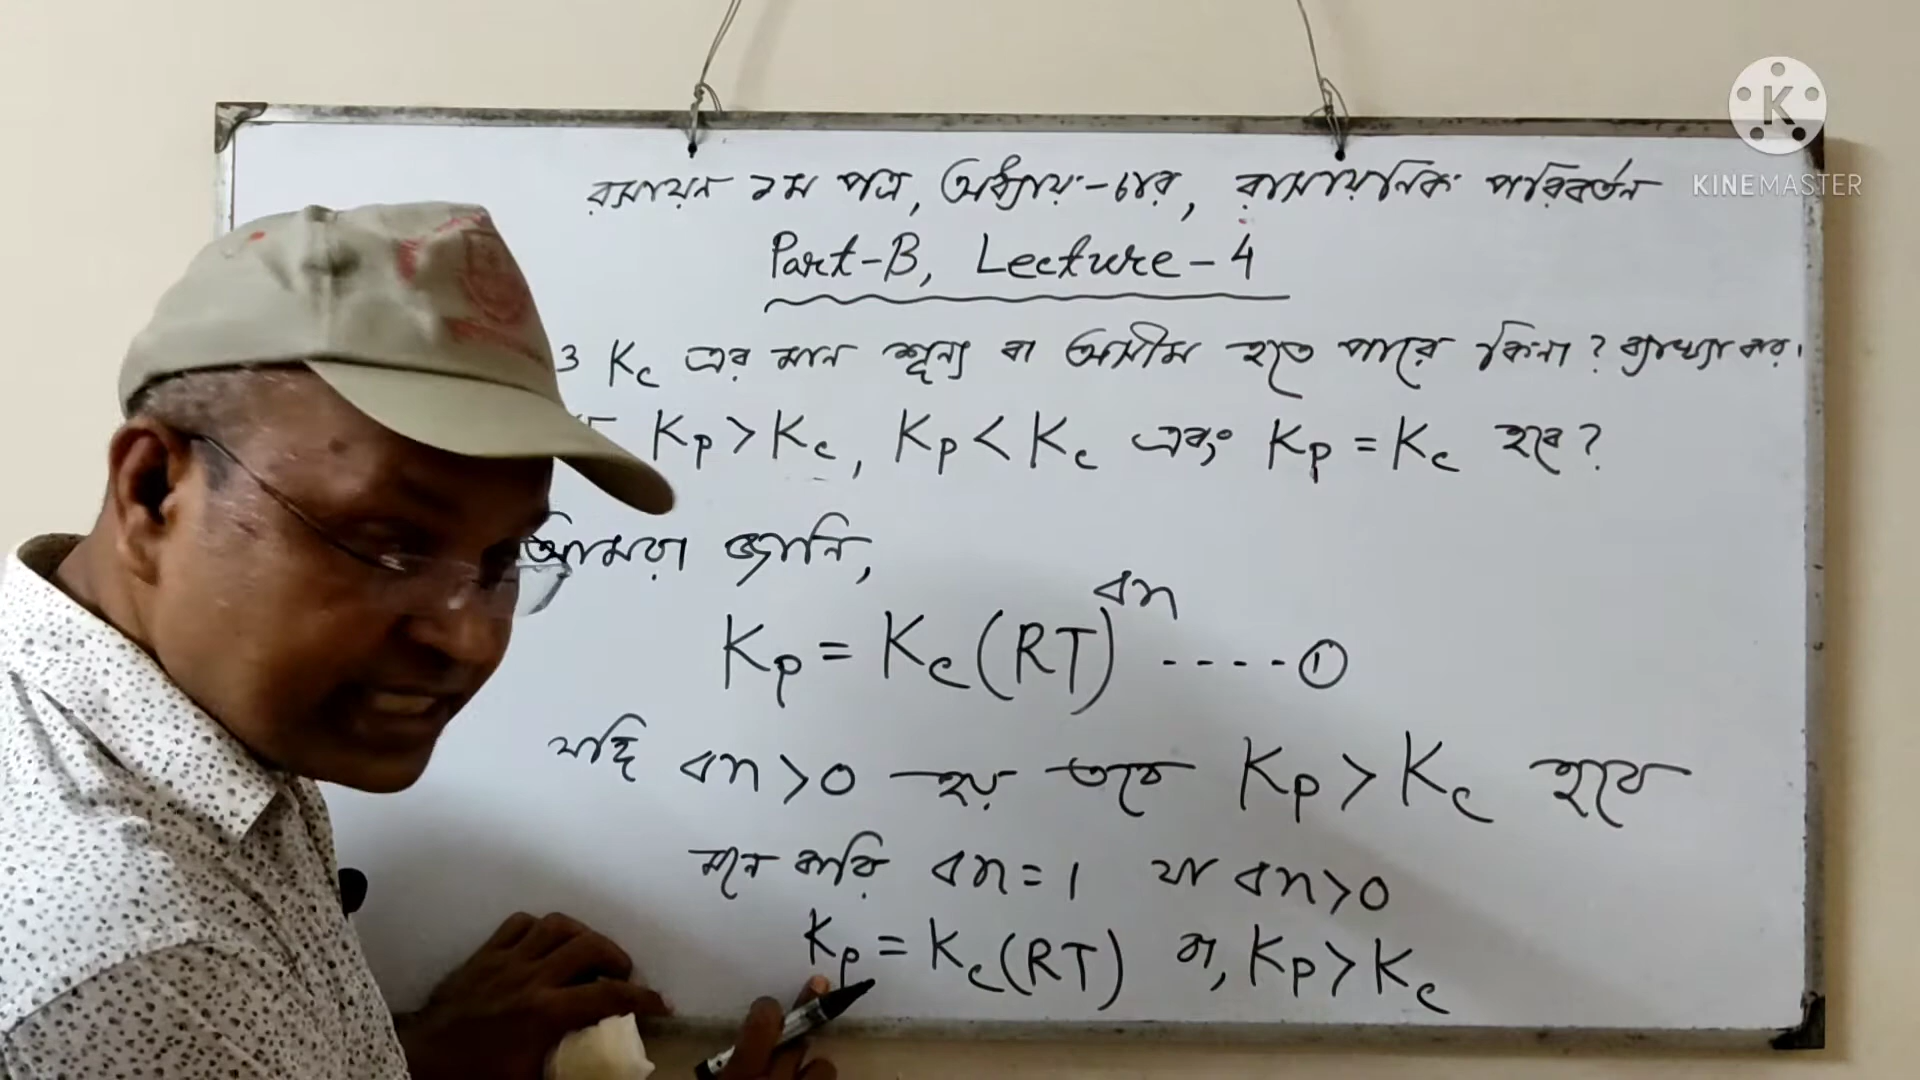 KINEMASTER
রসায়ন ১ম পত্র, অধ্যায়-৪র্থ, রাসায়নিক পরিবর্তন
Part-B, Lecture-4
Kc এর মান শূন্য বা অসীম হতে পারে কিনা? ব্যাখ্যা কর।
Kp > Kc, Kp < Kc এবং Kp = Kc হবে?
আমরা জানি,
Kp = Kc (RT)^Δn ----①
যদি Δn > 0 হয় তবে Kp > Kc হবে
মনে করি Δn = 1 যা Δn > 0
Kp = Kc (RT) বা, Kp > Kc